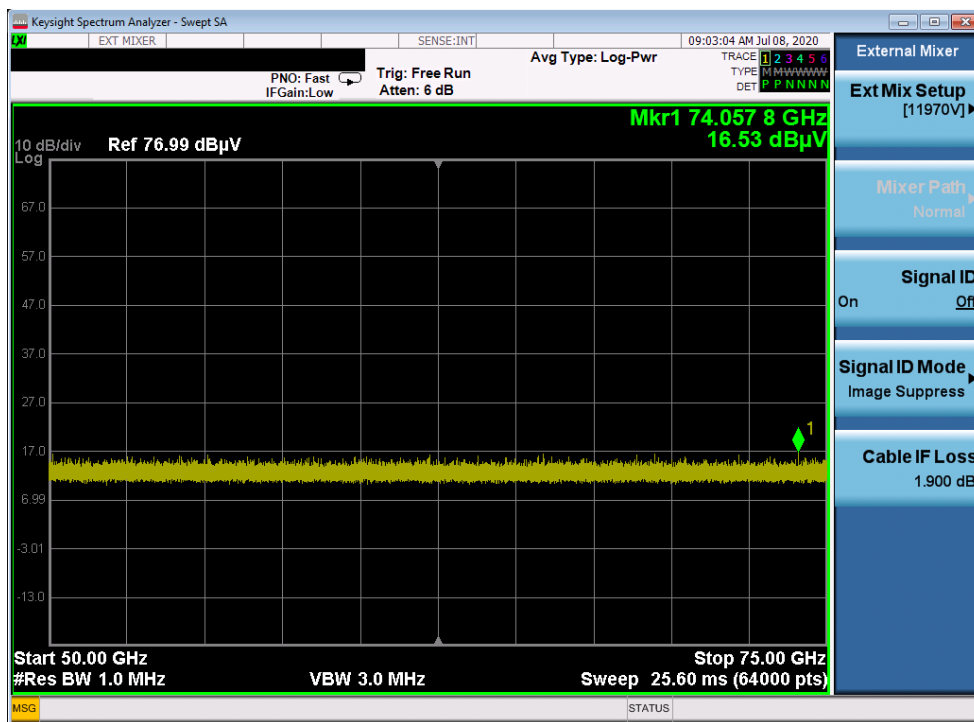 Keysight Spectrum Analyzer - Swept SA
LXI EXT MIXER SENSE:INT 09:03:04 AM Jul 08, 2020
PNO: Fast Trig: Free Run Avg Type: Log-Pwr TRACE 1 2 3 4 5 6
IFGain:Low Atten: 6 dB TYPE M M W W W W
DET P P N N N N
Mkr1 74.057 8 GHz
10 dB/div Ref 76.99 dBµV 16.53 dBµV
Log
67.0
57.0
47.0
37.0
27.0
1
17.0
6.99
-3.01
-13.0
Start 50.00 GHz Stop 75.00 GHz
#Res BW 1.0 MHz VBW 3.0 MHz Sweep 25.60 ms (64000 pts)
MSG STATUS
External Mixer
Ext Mix Setup
[11970V]
Mixer Path
Normal
Signal ID
On Off
Signal ID Mode
Image Suppress
Cable IF Loss
1.900 dB